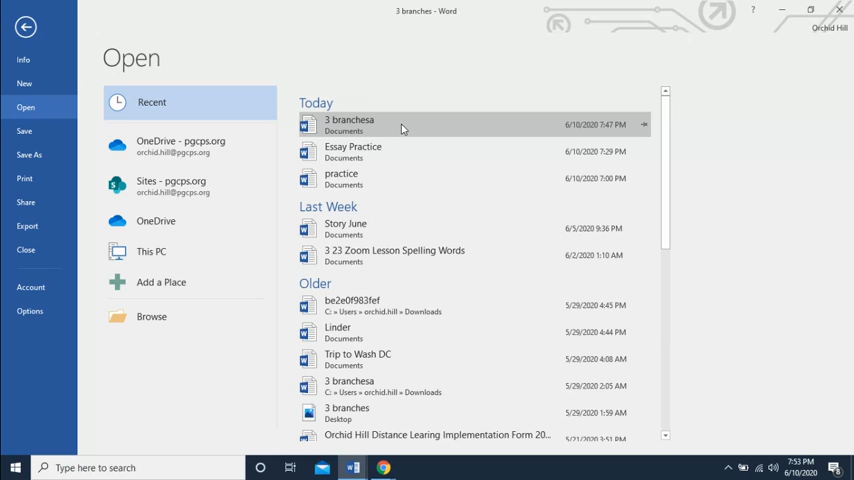 3 branches - Word
?
Orchid Hill
Info
New
Open
Save
Save As
Print
Share
Export
Close
Account
Options
Open
Recent
OneDrive - pgcps.org
orchid.hill@pgcps.org
Sites - pgcps.org
orchid.hill@pgcps.org
OneDrive
This PC
Add a Place
Browse
Today
3 branchesa
Documents
6/10/2020 7:47 PM
Essay Practice
Documents
6/10/2020 7:29 PM
practice
Documents
6/10/2020 7:00 PM
Last Week
Story June
Documents
6/5/2020 9:36 PM
3 23 Zoom Lesson Spelling Words
Documents
6/2/2020 1:10 AM
Older
be2e0f983fef
C: » Users » orchid.hill » Downloads
5/29/2020 4:45 PM
Linder
Documents
5/29/2020 4:44 PM
Trip to Wash DC
Documents
5/29/2020 4:08 AM
3 branchesa
C: » Users » orchid.hill » Downloads
5/29/2020 2:05 AM
3 branches
Desktop
5/29/2020 1:59 AM
Orchid Hill Distance Learing Implementation Form 20...
5/21/2020 3:51 PM
Type here to search
7:53 PM
6/10/2020
8